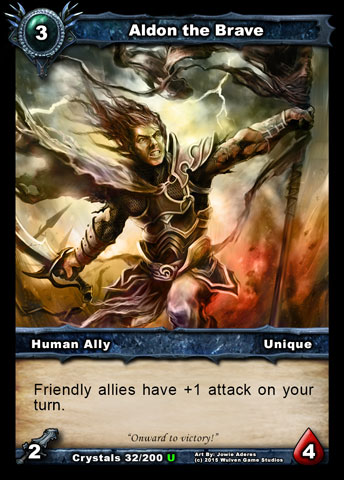 3
Aldon the Brave
Human Ally Unique
Friendly allies have +1 attack on your
turn.
"Onward to victory!"
2
Crystals 32/200 U
Art By: Jowie Aderes
(c) 2015 Wulven Game Studios
4